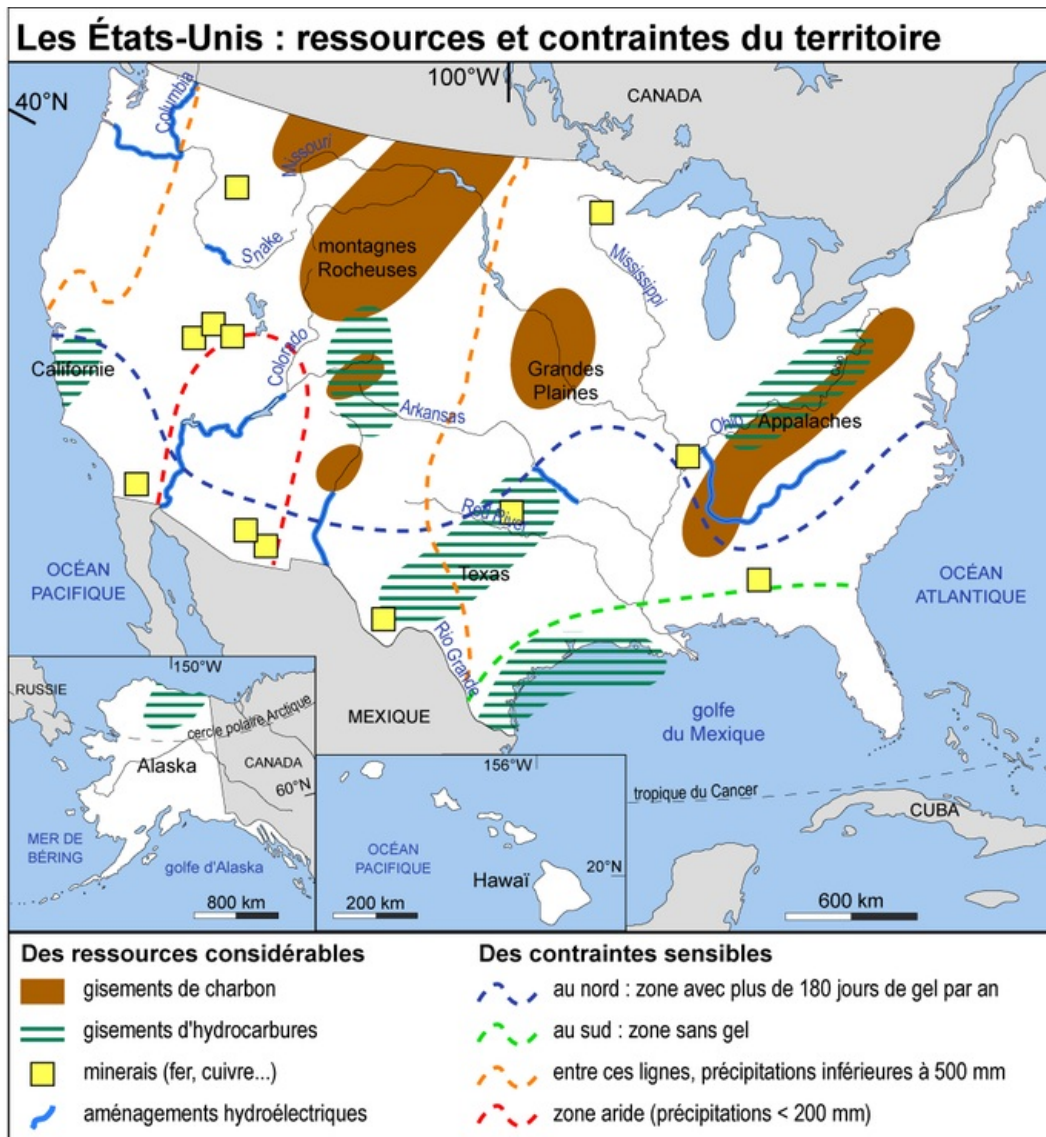 Les États-Unis : ressources et contraintes du territoire
40°N
100°W
CANADA
Columbia
Missouri
Snake
montagnes
Rocheuses
Mississippi
Californie
Colorado
Grandes
Plaines
Arkansas
Ohio
Appalaches
Red River
Texas
Rio Grande
OCÉAN
PACIFIQUE
OCÉAN
ATLANTIQUE
MEXIQUE
golfe
du Mexique
tropique du Cancer
CUBA
600 km
150°W
RUSSIE
cercle polaire Arctique
Alaska
CANADA
60°N
MER DE
BÉRING
golfe d'Alaska
800 km
156°W
OCÉAN
PACIFIQUE
20°N
Hawaï
200 km
Des ressources considérables
gisements de charbon
gisements d'hydrocarbures
minerais (fer, cuivre...)
aménagements hydroélectriques
Des contraintes sensibles
au nord : zone avec plus de 180 jours de gel par an
au sud : zone sans gel
entre ces lignes, précipitations inférieures à 500 mm
zone aride (précipitations < 200 mm)